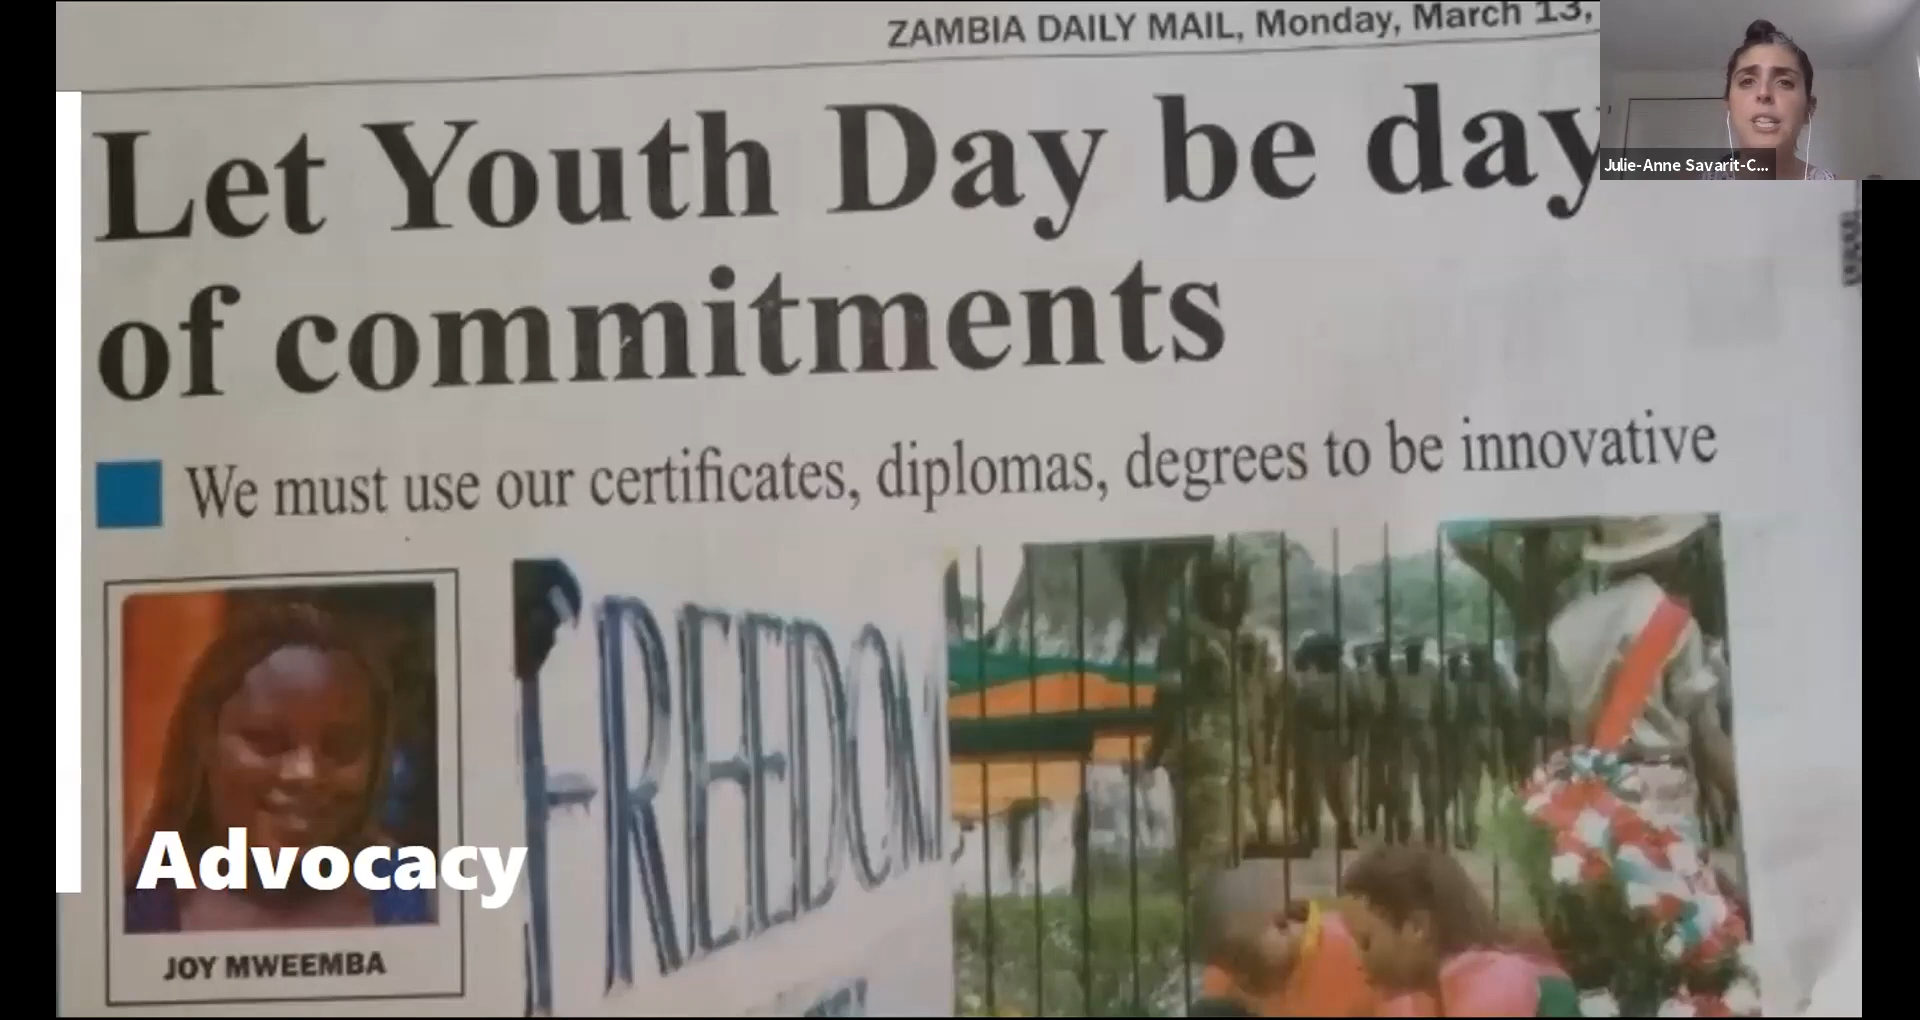 ZAMBIA DAILY MAIL, Monday, March 13,
Julie-Anne Savarit-C...
Let Youth Day be day
of commitments
We must use our certificates, diplomas, degrees to be innovative
FREEDOM
Advocacy
JOY MWEEMBA